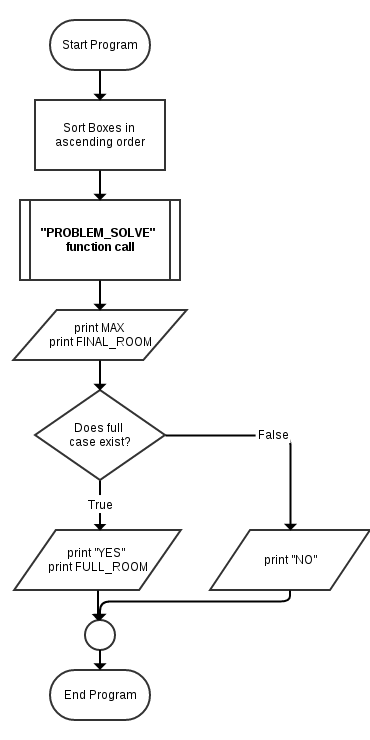 Start Program
Sort Boxes in
ascending order
"PROBLEM_SOLVE"
function call
print MAX
print FINAL_ROOM
Does full
case exist?
False
True
print "YES"
print FULL_ROOM
print "NO"
End Program